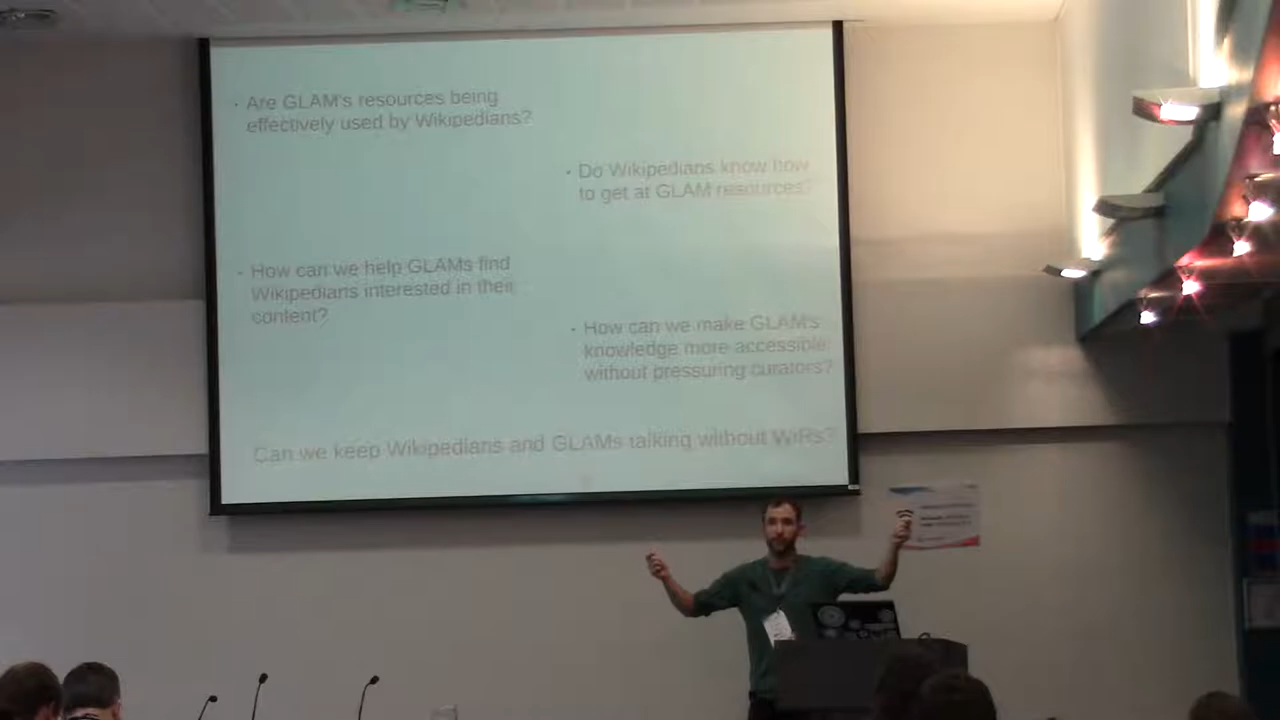 · Are GLAM's resources being
effectively used by Wikipedians?
· Do Wikipedians know how
to get at GLAM resources?
· How can we help GLAMs find
Wikipedians interested in their
content?
· How can we make GLAM's
knowledge more accessible
without pressuring curators?
Can we keep Wikipedians and GLAMs talking without WiRs?